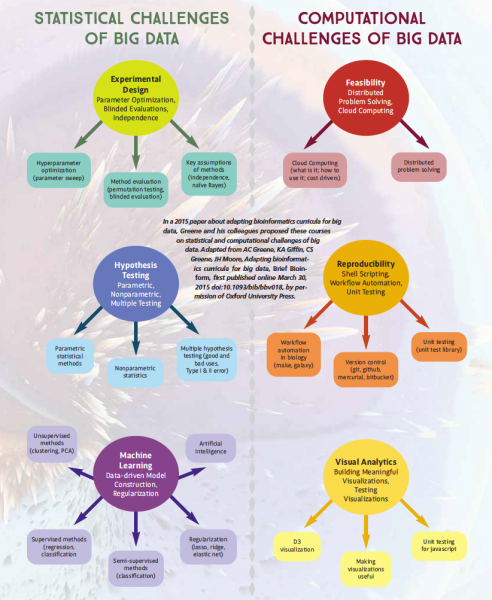 STATISTICAL CHALLENGES
OF BIG DATA
Experimental
Design
Parameter Optimization,
Blinded Evaluations,
Independence
Hyperparameter
optimization
(parameter sweep)
Method evaluation
(permutation testing,
blinded evaluation)
Key assumptions
of methods
(independence,
naïve Bayes)
COMPUTATIONAL
CHALLENGES OF BIG DATA
Feasibility
Distributed
Problem Solving,
Cloud Computing
Cloud Computing
(what is it; how to
use it; cost driven)
Distributed
problem solving
In a 2015 paper about adapting bioinformatics curricula for big
data, Greene and his colleagues proposed these courses
on statistical and computational challenges of big
data. Adapted from AC Greene, KA Giffin, CS
Greene, JH Moore, Adapting bioinformat-
ics curricula for big data, Brief Bioin-
form, first published online March 30,
2015 doi:10.1093/bib/bbv018, by per-
mission of Oxford University Press.
Hypothesis
Testing
Parametric,
Nonparametric,
Multiple Testing
Parametric
statistical
methods
Nonparametric
statistics
Multiple hypothesis
testing (good and
bad uses,
Type I & II error)
Reproducibility
Shell Scripting,
Workflow Automation,
Unit Testing
Workflow
automation
in biology
(make, galaxy)
Version control
(git, github,
mercurial, bitbucket)
Unit testing
(unit test library)
Machine
Learning
Data-driven Model
Construction,
Regularization
Unsupervised
methods
(clustering, PCA)
Artificial
Intelligence
Supervised methods
(regression,
classification
Semi-supervised
methods
(classification)
Regularization
(lasso, ridge,
elastic net)
Visual Analytics
Building Meaningful
Visualizations,
Testing
Visualizations
D3
visualization
Making
visualizations
useful
Unit testing
for javascript